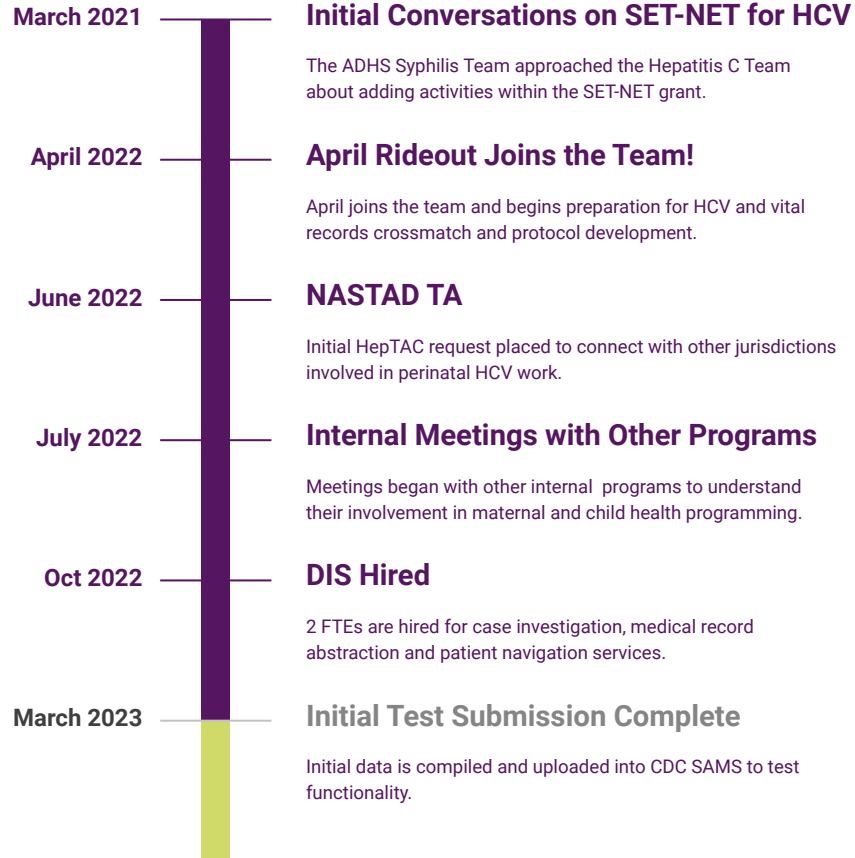 March 2021
Initial Conversations on SET-NET for HCV
The ADHS Syphilis Team approached the Hepatitis C Team
about adding activities within the SET-NET grant.
April 2022
April Rideout Joins the Team!
April joins the team and begins preparation for HCV and vital
records crossmatch and protocol development.
June 2022
NASTAD TA
Initial HepTAC request placed to connect with other jurisdictions
involved in perinatal HCV work.
July 2022
Internal Meetings with Other Programs
Meetings began with other internal programs to understand
their involvement in maternal and child health programming.
Oct 2022
DIS Hired
2 FTEs are hired for case investigation, medical record
abstraction and patient navigation services.
March 2023
Initial Test Submission Complete
Initial data is compiled and uploaded into CDC SAMS to test
functionality.